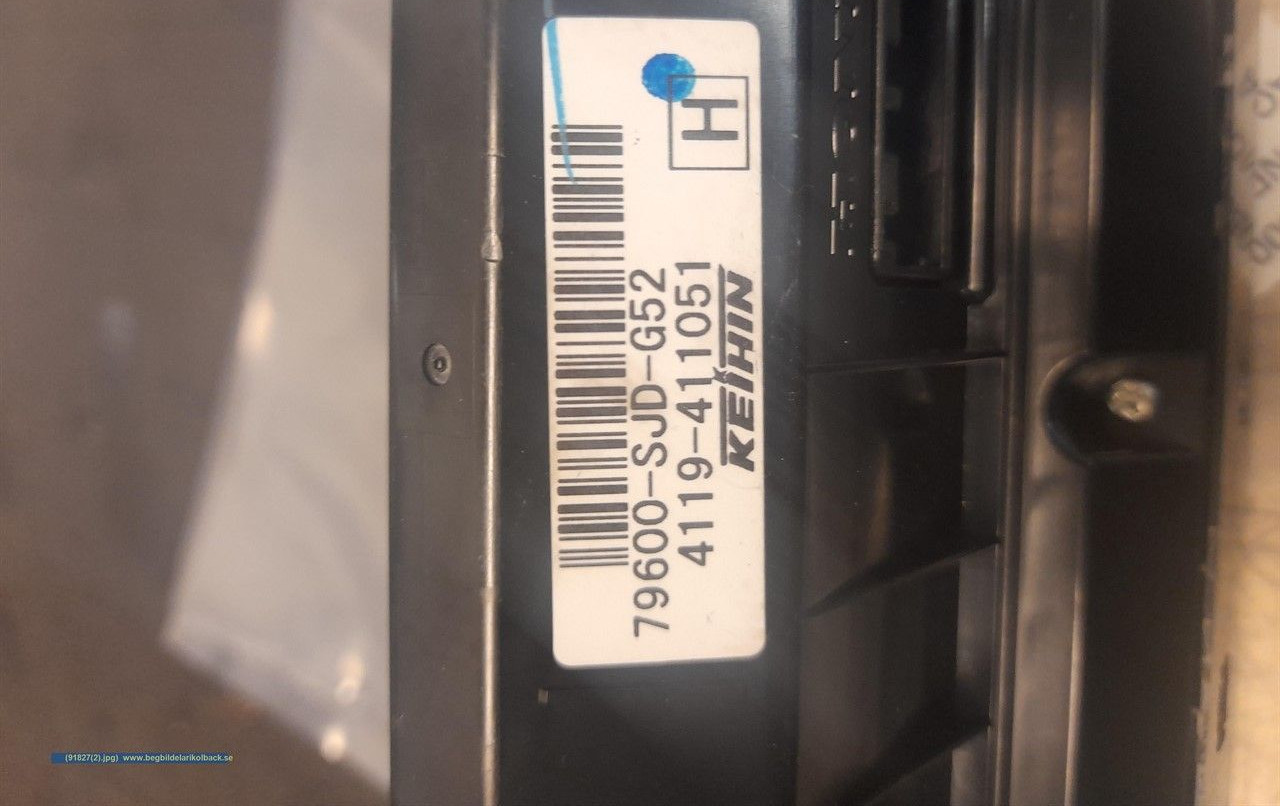 H
79600-SJD-G52
4119-411051
KEIHIN
(91827(2).jpg) www.begbildelarikolback.se